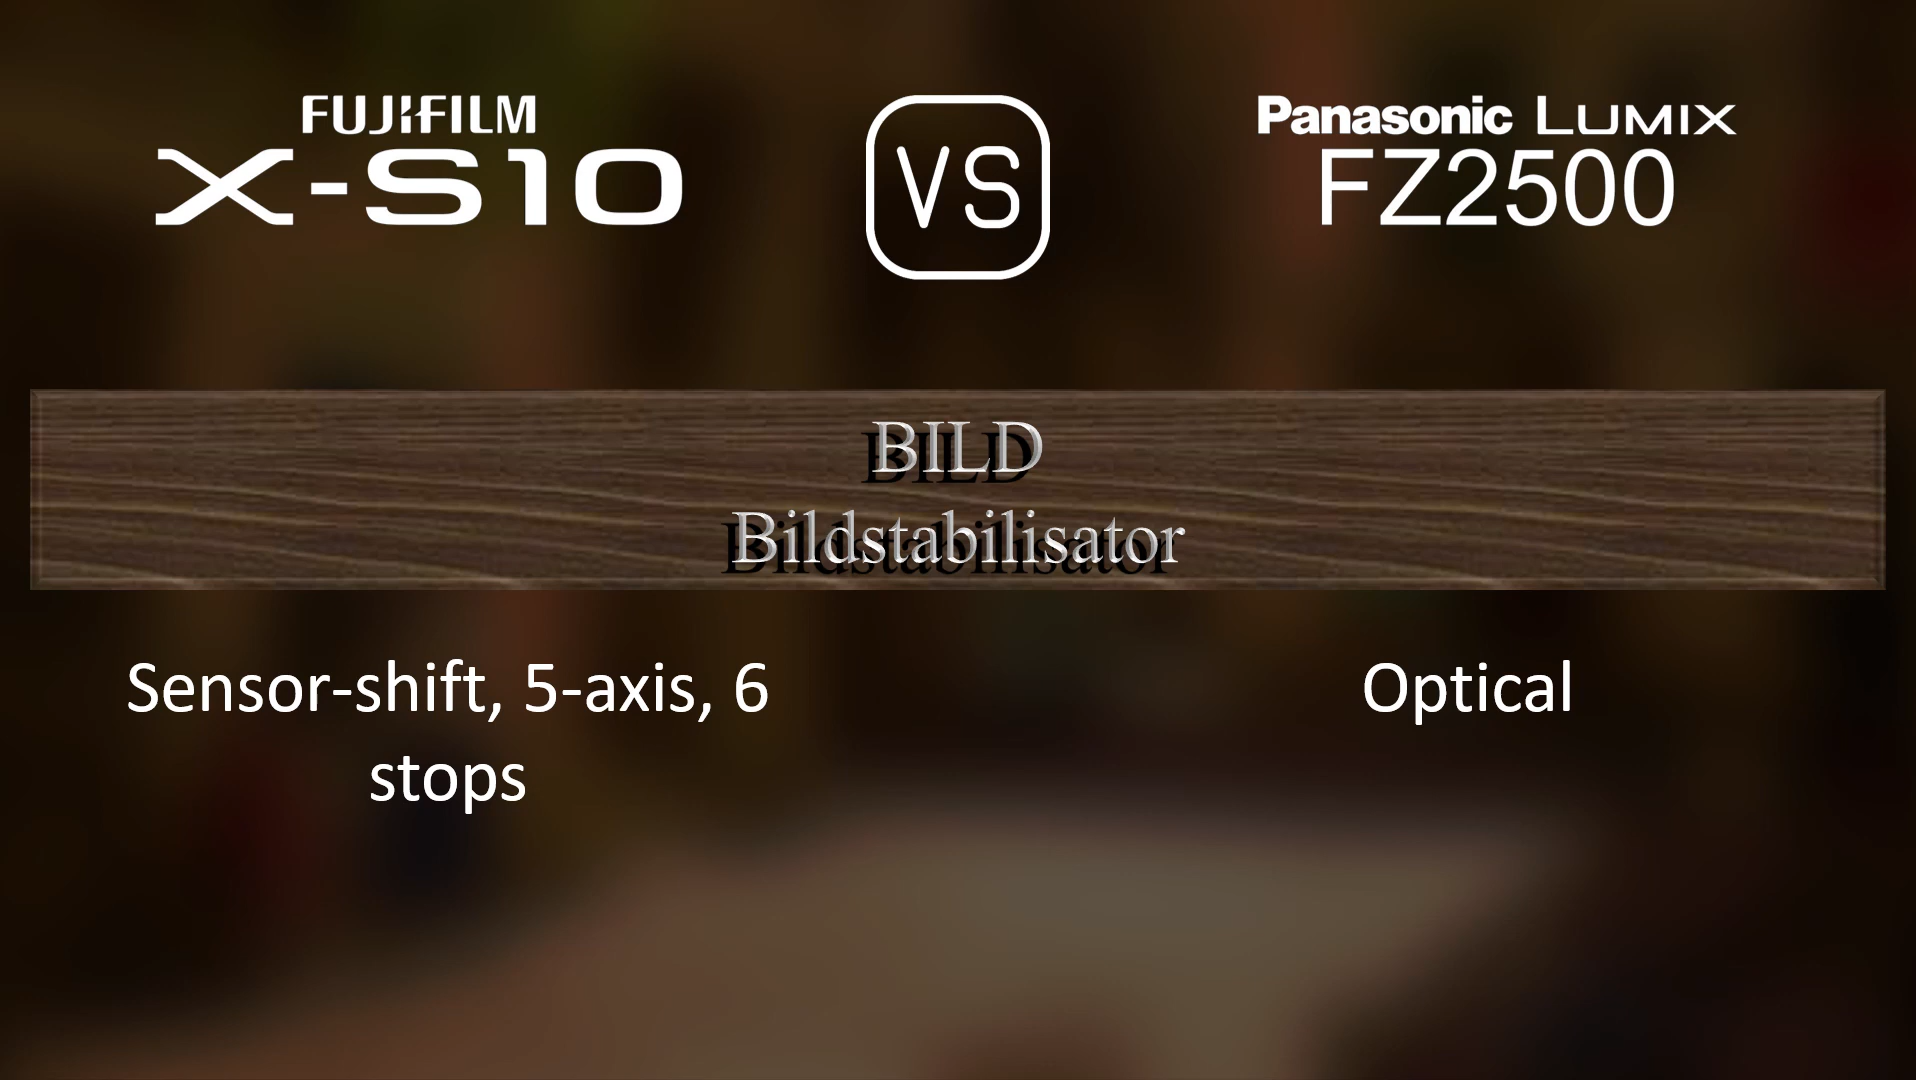 FUJIFILM
X-S10
VS
Panasonic LUMIX
FZ2500
BILD
Bildstabilisator
Sensor-shift, 5-axis, 6
stops
Optical